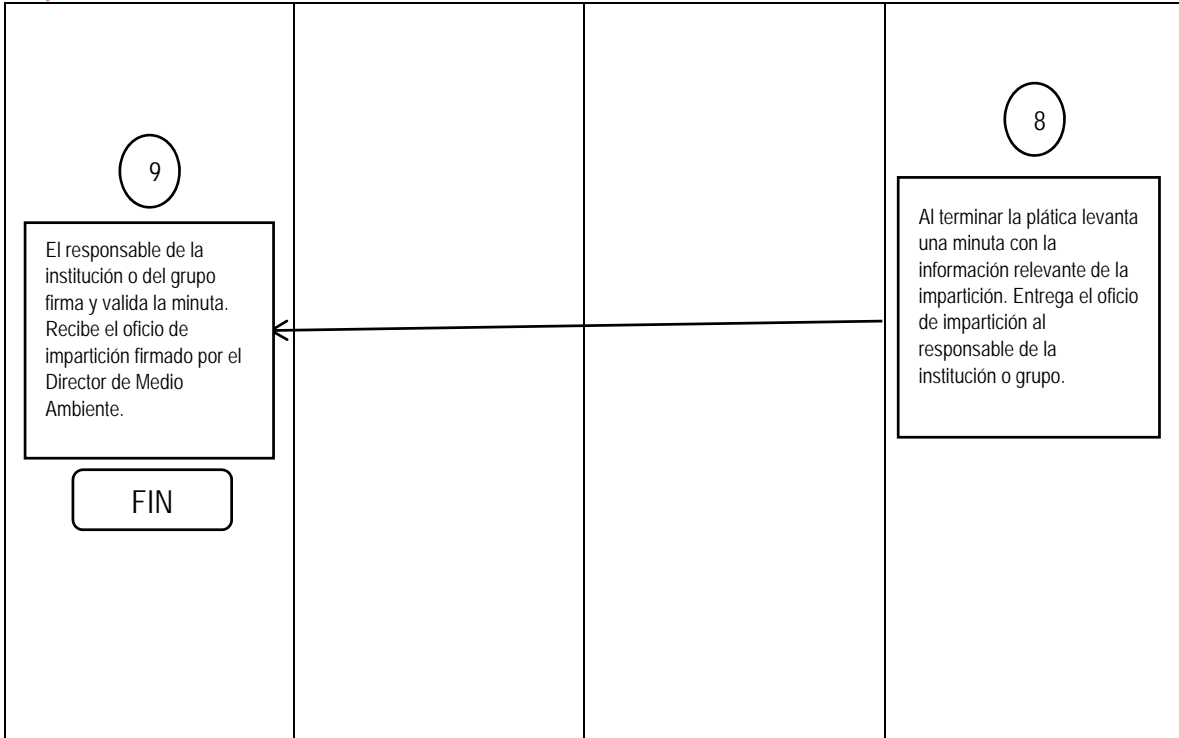 9
El responsable de la
institución o del grupo
firma y valida la minuta.
Recibe el oficio de
impartición firmado por el
Director de Medio
Ambiente.
FIN
8
Al terminar la plática levanta
una minuta con la
información relevante de la
impartición. Entrega el oficio
de impartición al
responsable de la
institución o grupo.